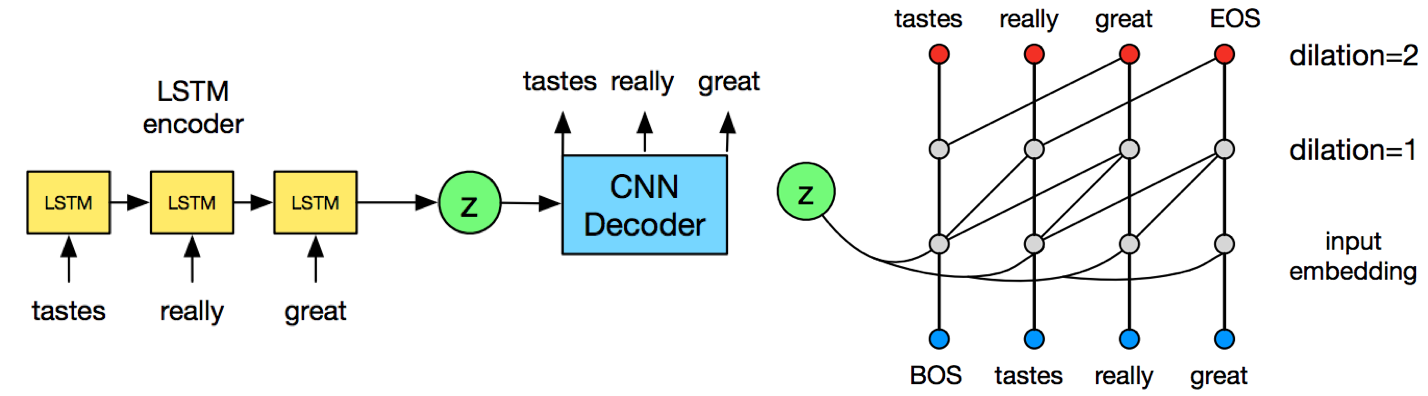 LSTM
encoder
LSTM
LSTM
LSTM
tastes
really
great
z
tastes really great
CNN
Decoder
z
tastes really great EOS
dilation=2
dilation=1
input
embedding
BOS tastes really great